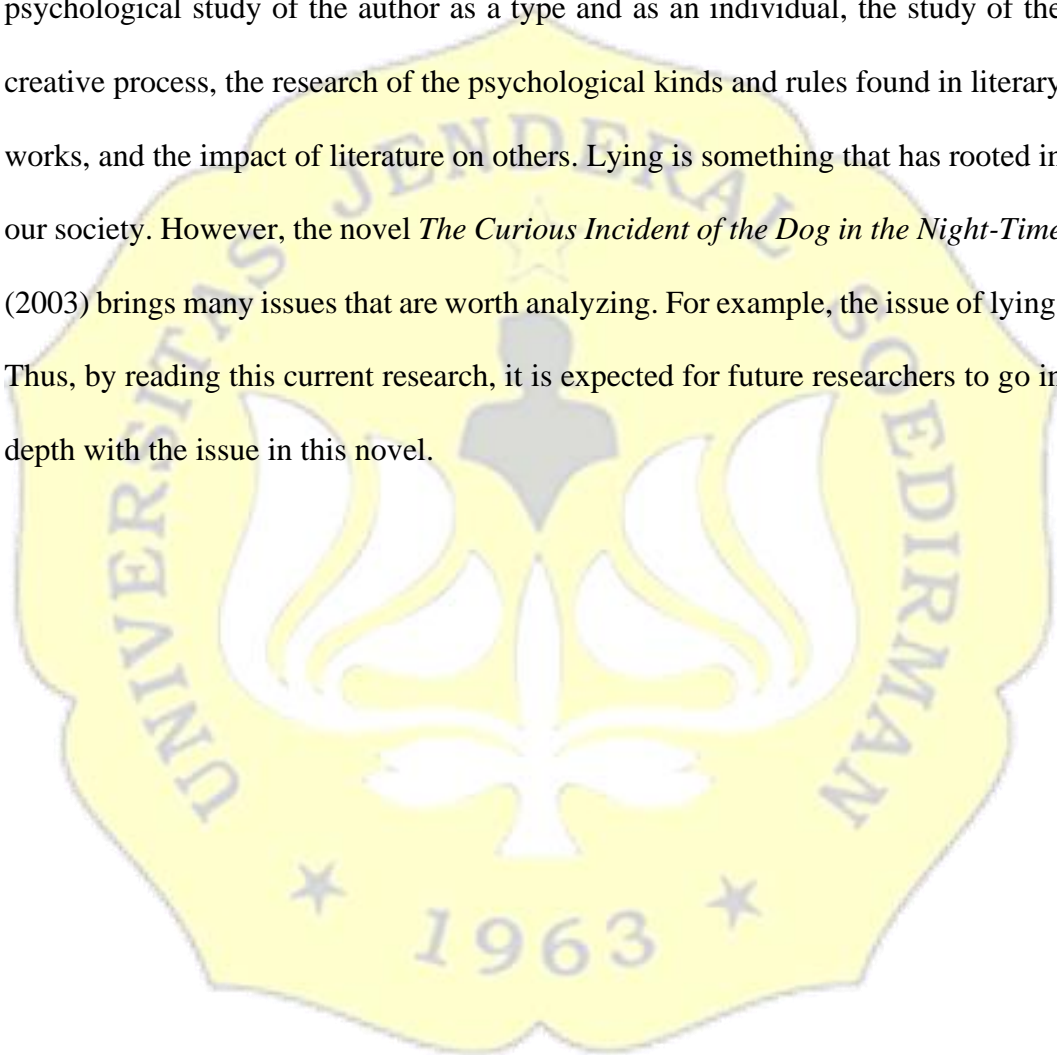 psychological study of the author as a type and as an individual, the study of the
creative process, the research of the psychological kinds and rules found in literary
works, and the impact of literature on others. Lying is something that has rooted in
our society. However, the novel The Curious Incident of the Dog in the Night-Time
(2003) brings many issues that are worth analyzing. For example, the issue of lying
Thus, by reading this current research, it is expected for future researchers to go in
depth with the issue in this novel.
UNIVERSITAS JENDERAL SOEDIRMAN
1963